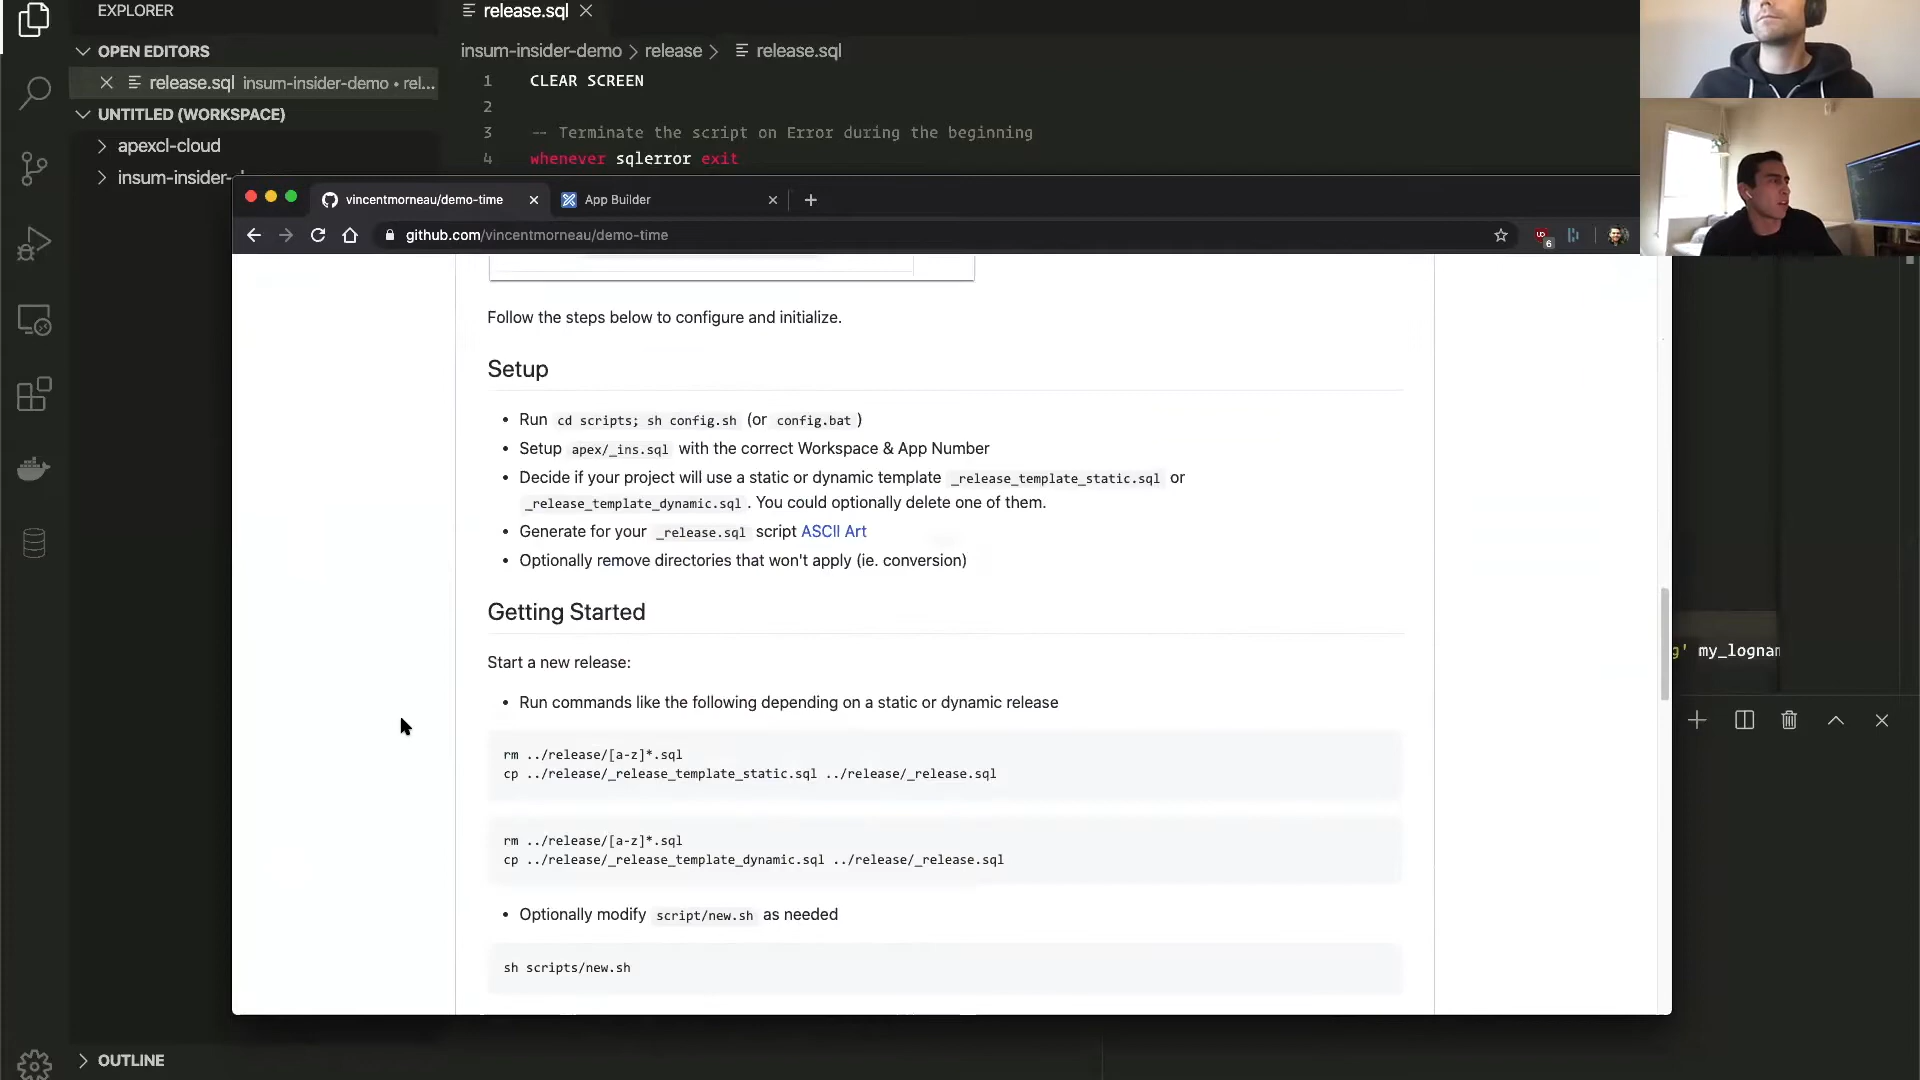 EXPLORER
release.sql
OPEN EDITORS
release.sql insum-insider-demo • rel...
UNTITLED (WORKSPACE)
apexcl-cloud
insum-insider-
insum-insider-demo > release > release.sql
1 CLEAR SCREEN
2
3 -- Terminate the script on Error during the beginning
4 whenever sqlerror exit
vincentmorneau/demo-time
App Builder
github.com/vincentmorneau/demo-time
6
Follow the steps below to configure and initialize.
Setup
• Run cd scripts; sh config.sh (or config.bat )
• Setup apex/_ins.sql with the correct Workspace & App Number
• Decide if your project will use a static or dynamic template _release_template_static.sql or
_release_template_dynamic.sql . You could optionally delete one of them.
• Generate for your _release.sql script ASCII Art
• Optionally remove directories that won't apply (ie. conversion)
Getting Started
Start a new release:
• Run commands like the following depending on a static or dynamic release
rm ../release/[a-z]*.sql
cp ../release/_release_template_static.sql ../release/_release.sql
rm ../release/[a-z]*.sql
cp ../release/_release_template_dynamic.sql ../release/_release.sql
• Optionally modify script/new.sh as needed
sh scripts/new.sh
g' my_lognam
OUTLINE